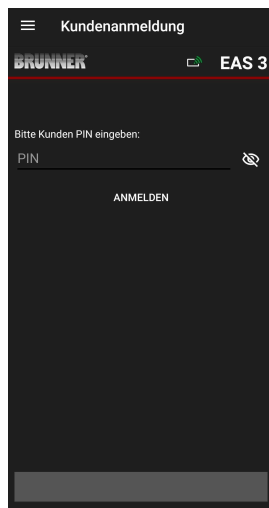 Kundenanmeldung
BRUNNER® EAS 3
Bitte Kunden PIN eingeben:
PIN
ANMELDEN